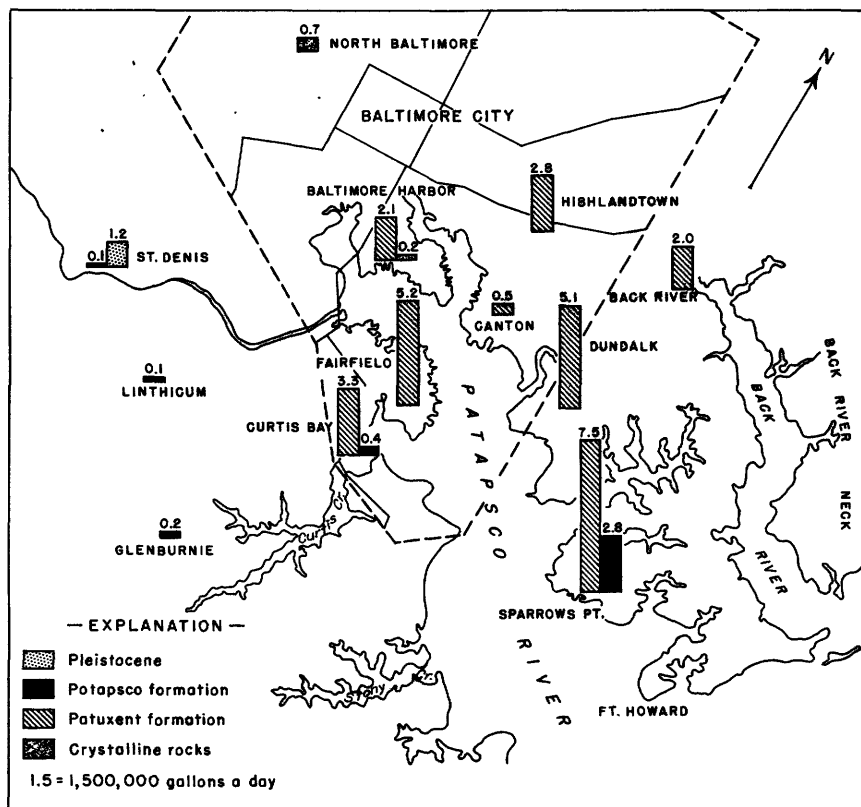 0.7
NORTH BALTIMORE
N
BALTIMORE CITY
BALTIMORE HARBOR
2.8
HIGHLANDTOWN
2.1
0.2
1.2
0.1
ST. DENIS
2.0
BACK RIVER
5.2
0.5
CANTON
5.1
DUNDALK
FAIRFIELD
0.1
LINTHICUM
3.3
CURTIS BAY
0.4
PATAPSCO
RIVER
BACK
RIVER
BACK RIVER
NECK
7.5
2.8
SPARROWS PT.
0.2
GLENBURNIE
Curtis Cr.
Stony Cr.
FT. HOWARD
— EXPLANATION —
Pleistocene
Potapsco formation
Patuxent formation
Crystalline rocks
1.5 = 1,500,000 gallons a day